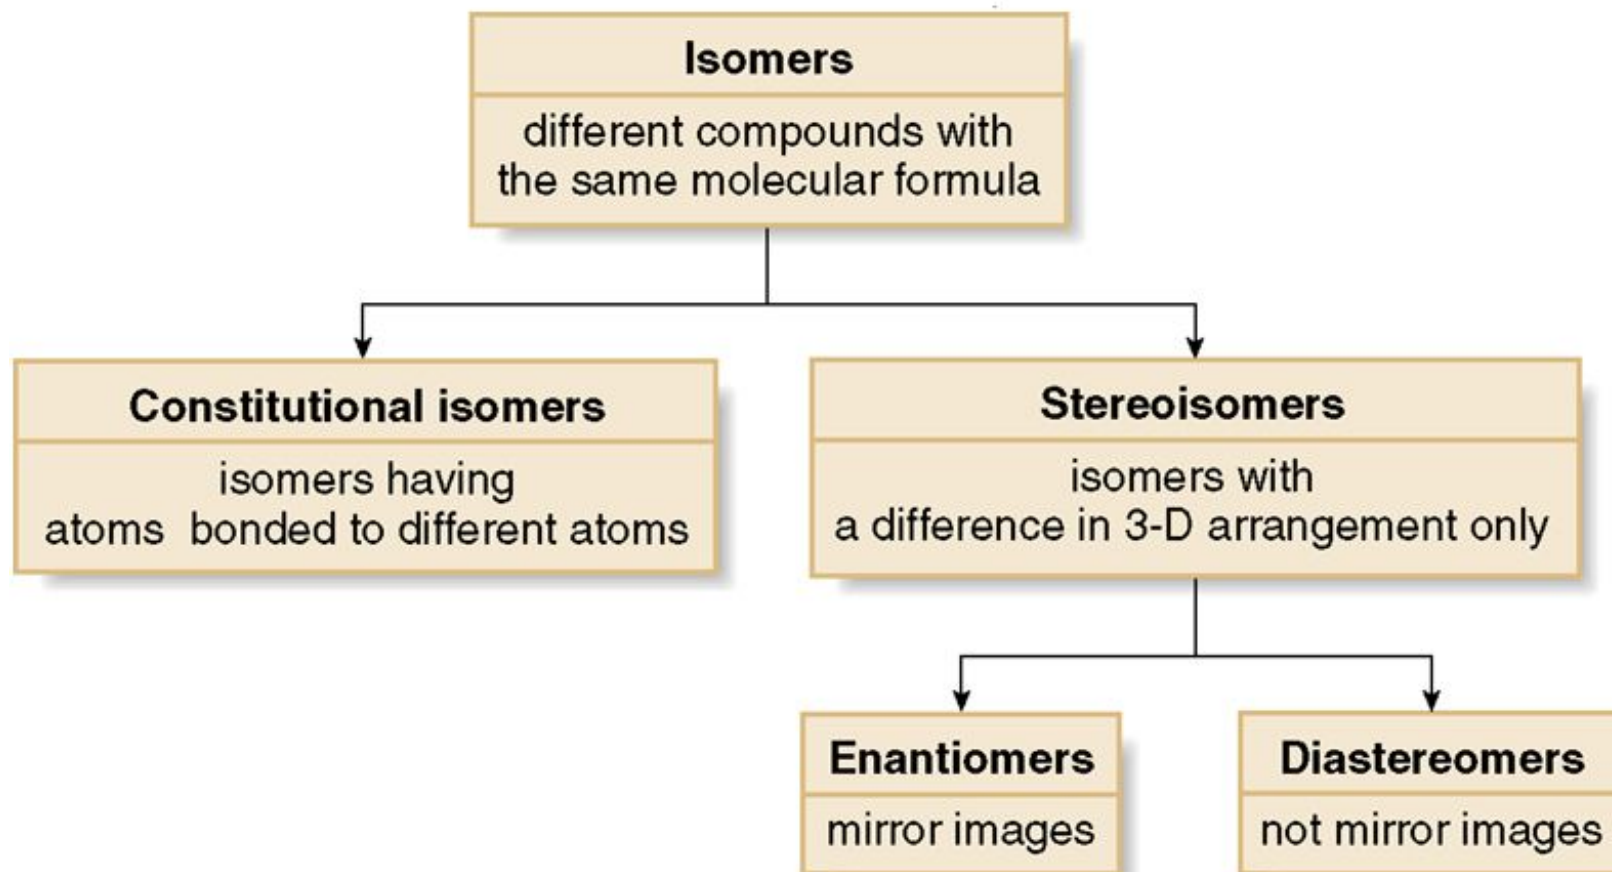 Isomers
different compounds with
the same molecular formula
Constitutional isomers
isomers having
atoms bonded to different atoms
Stereoisomers
isomers with
a difference in 3-D arrangement only
Enantiomers
mirror images
Diastereomers
not mirror images